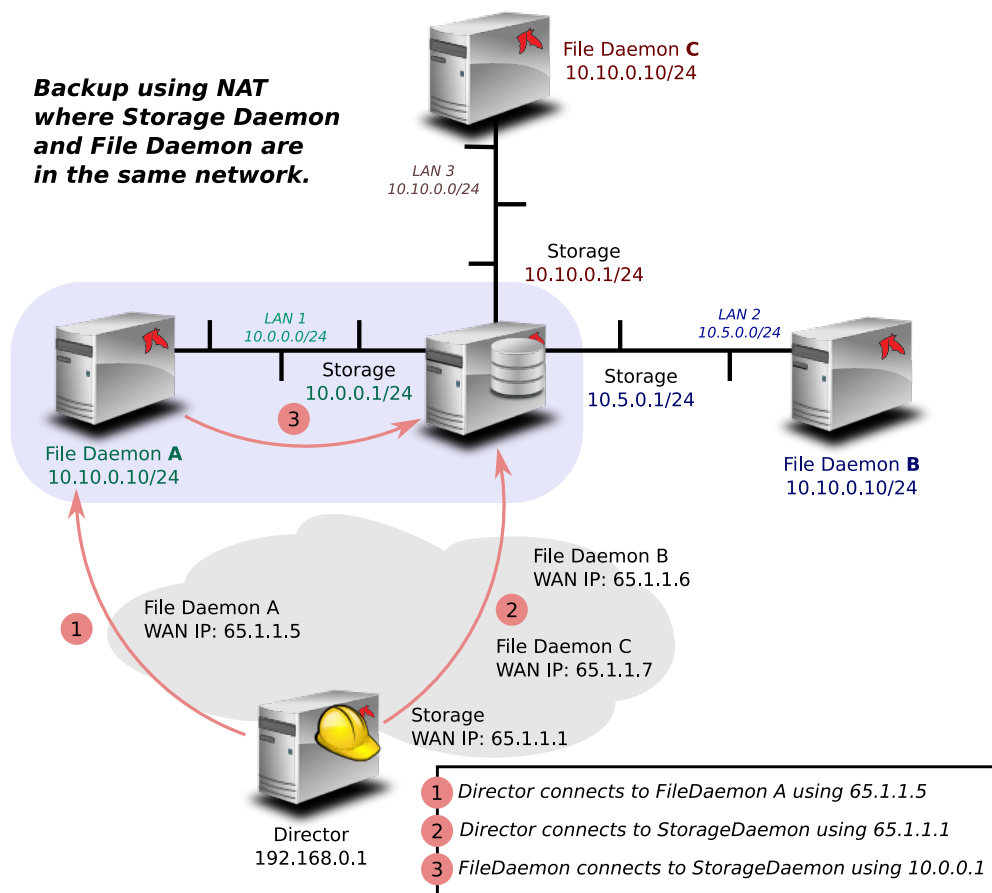 Backup using NAT
where Storage Daemon
and File Daemon are
in the same network.
File Daemon C
10.10.0.10/24
LAN 3
10.10.0.0/24
Storage
10.10.0.1/24
LAN 1
10.0.0.0/24
Storage
10.0.0.1/24
LAN 2
10.5.0.0/24
Storage
10.5.0.1/24
3
File Daemon A
10.10.0.10/24
File Daemon B
10.10.0.10/24
1
File Daemon A
WAN IP: 65.1.1.5
File Daemon B
WAN IP: 65.1.1.6
2
File Daemon C
WAN IP: 65.1.1.7
Storage
WAN IP: 65.1.1.1
Director
192.168.0.1
1 Director connects to FileDaemon A using 65.1.1.5
2 Director connects to StorageDaemon using 65.1.1.1
3 FileDaemon connects to StorageDaemon using 10.0.0.1